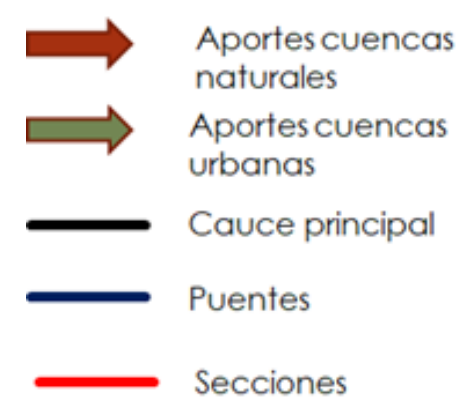 Aportes cuencas
naturales
Aportes cuencas
urbanas
Cauce principal
Puentes
Secciones